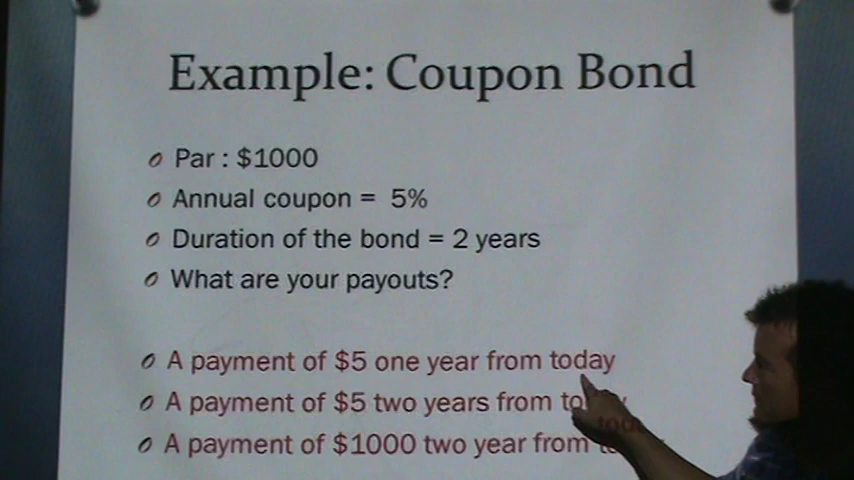 Example: Coupon Bond
Par : $1000
Annual coupon = 5%
Duration of the bond = 2 years
What are your payouts?
A payment of $5 one year from today
A payment of $5 two years from
A payment of $1000 two year from